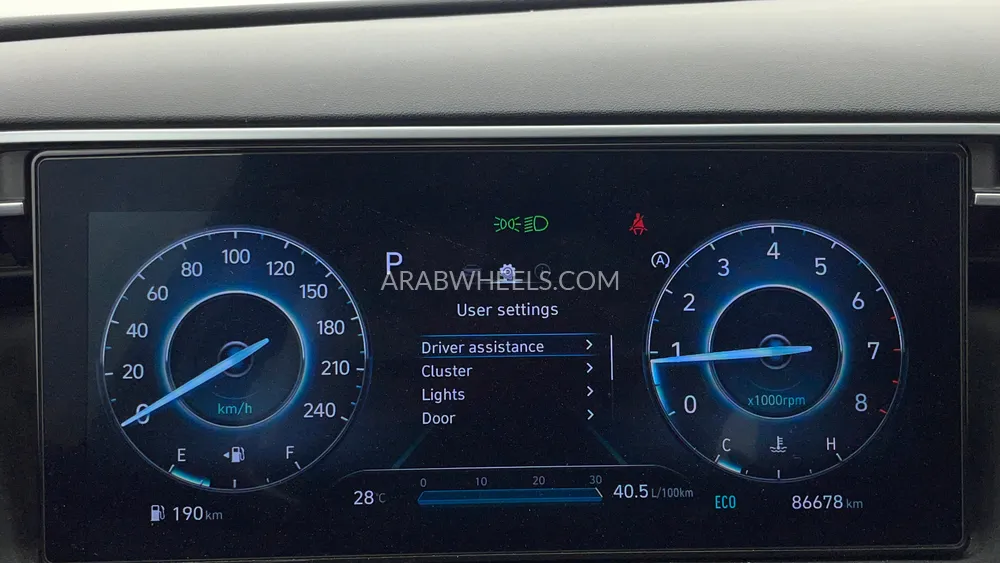 P
A
ARABWHEELS.COM
User settings
Driver assistance
Cluster
Lights
Door
0 20 40 60 80 100 120 150 180 210 240
km/h
E F
0 1 2 3 4 5 6 7 8
x1000rpm
C H
190 km
28°C
0 10 20 30
40.5 L/100km
ECO
86678 km